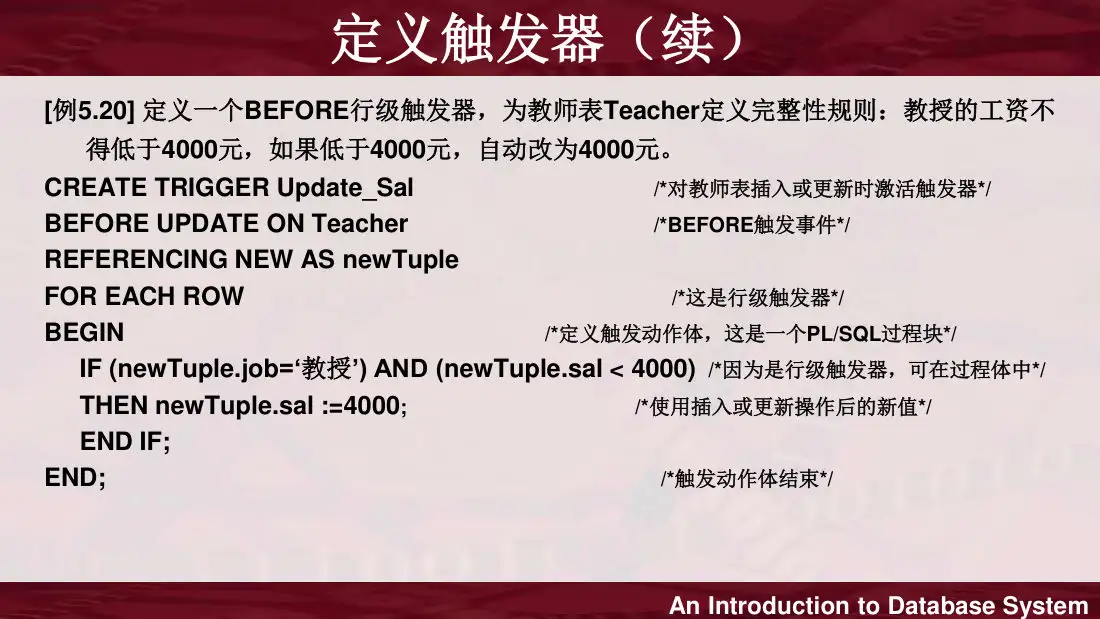 定义触发器（续）
[例5.20] 定义一个BEFORE行级触发器，为教师表Teacher定义完整性规则：教授的工资不
得低于4000元，如果低于4000元，自动改为4000元。
CREATE TRIGGER Update_Sal /*对教师表插入或更新时激活触发器*/
BEFORE UPDATE ON Teacher /*BEFORE触发事件*/
REFERENCING NEW AS newTuple
FOR EACH ROW /*这是行级触发器*/
BEGIN /*定义触发动作体，这是一个PL/SQL过程块*/
IF (newTuple.job=‘教授’) AND (newTuple.sal < 4000) /*因为是行级触发器，可在过程体中*/
THEN newTuple.sal :=4000; /*使用插入或更新操作后的新值*/
END IF;
END; /*触发动作体结束*/
An Introduction to Database System